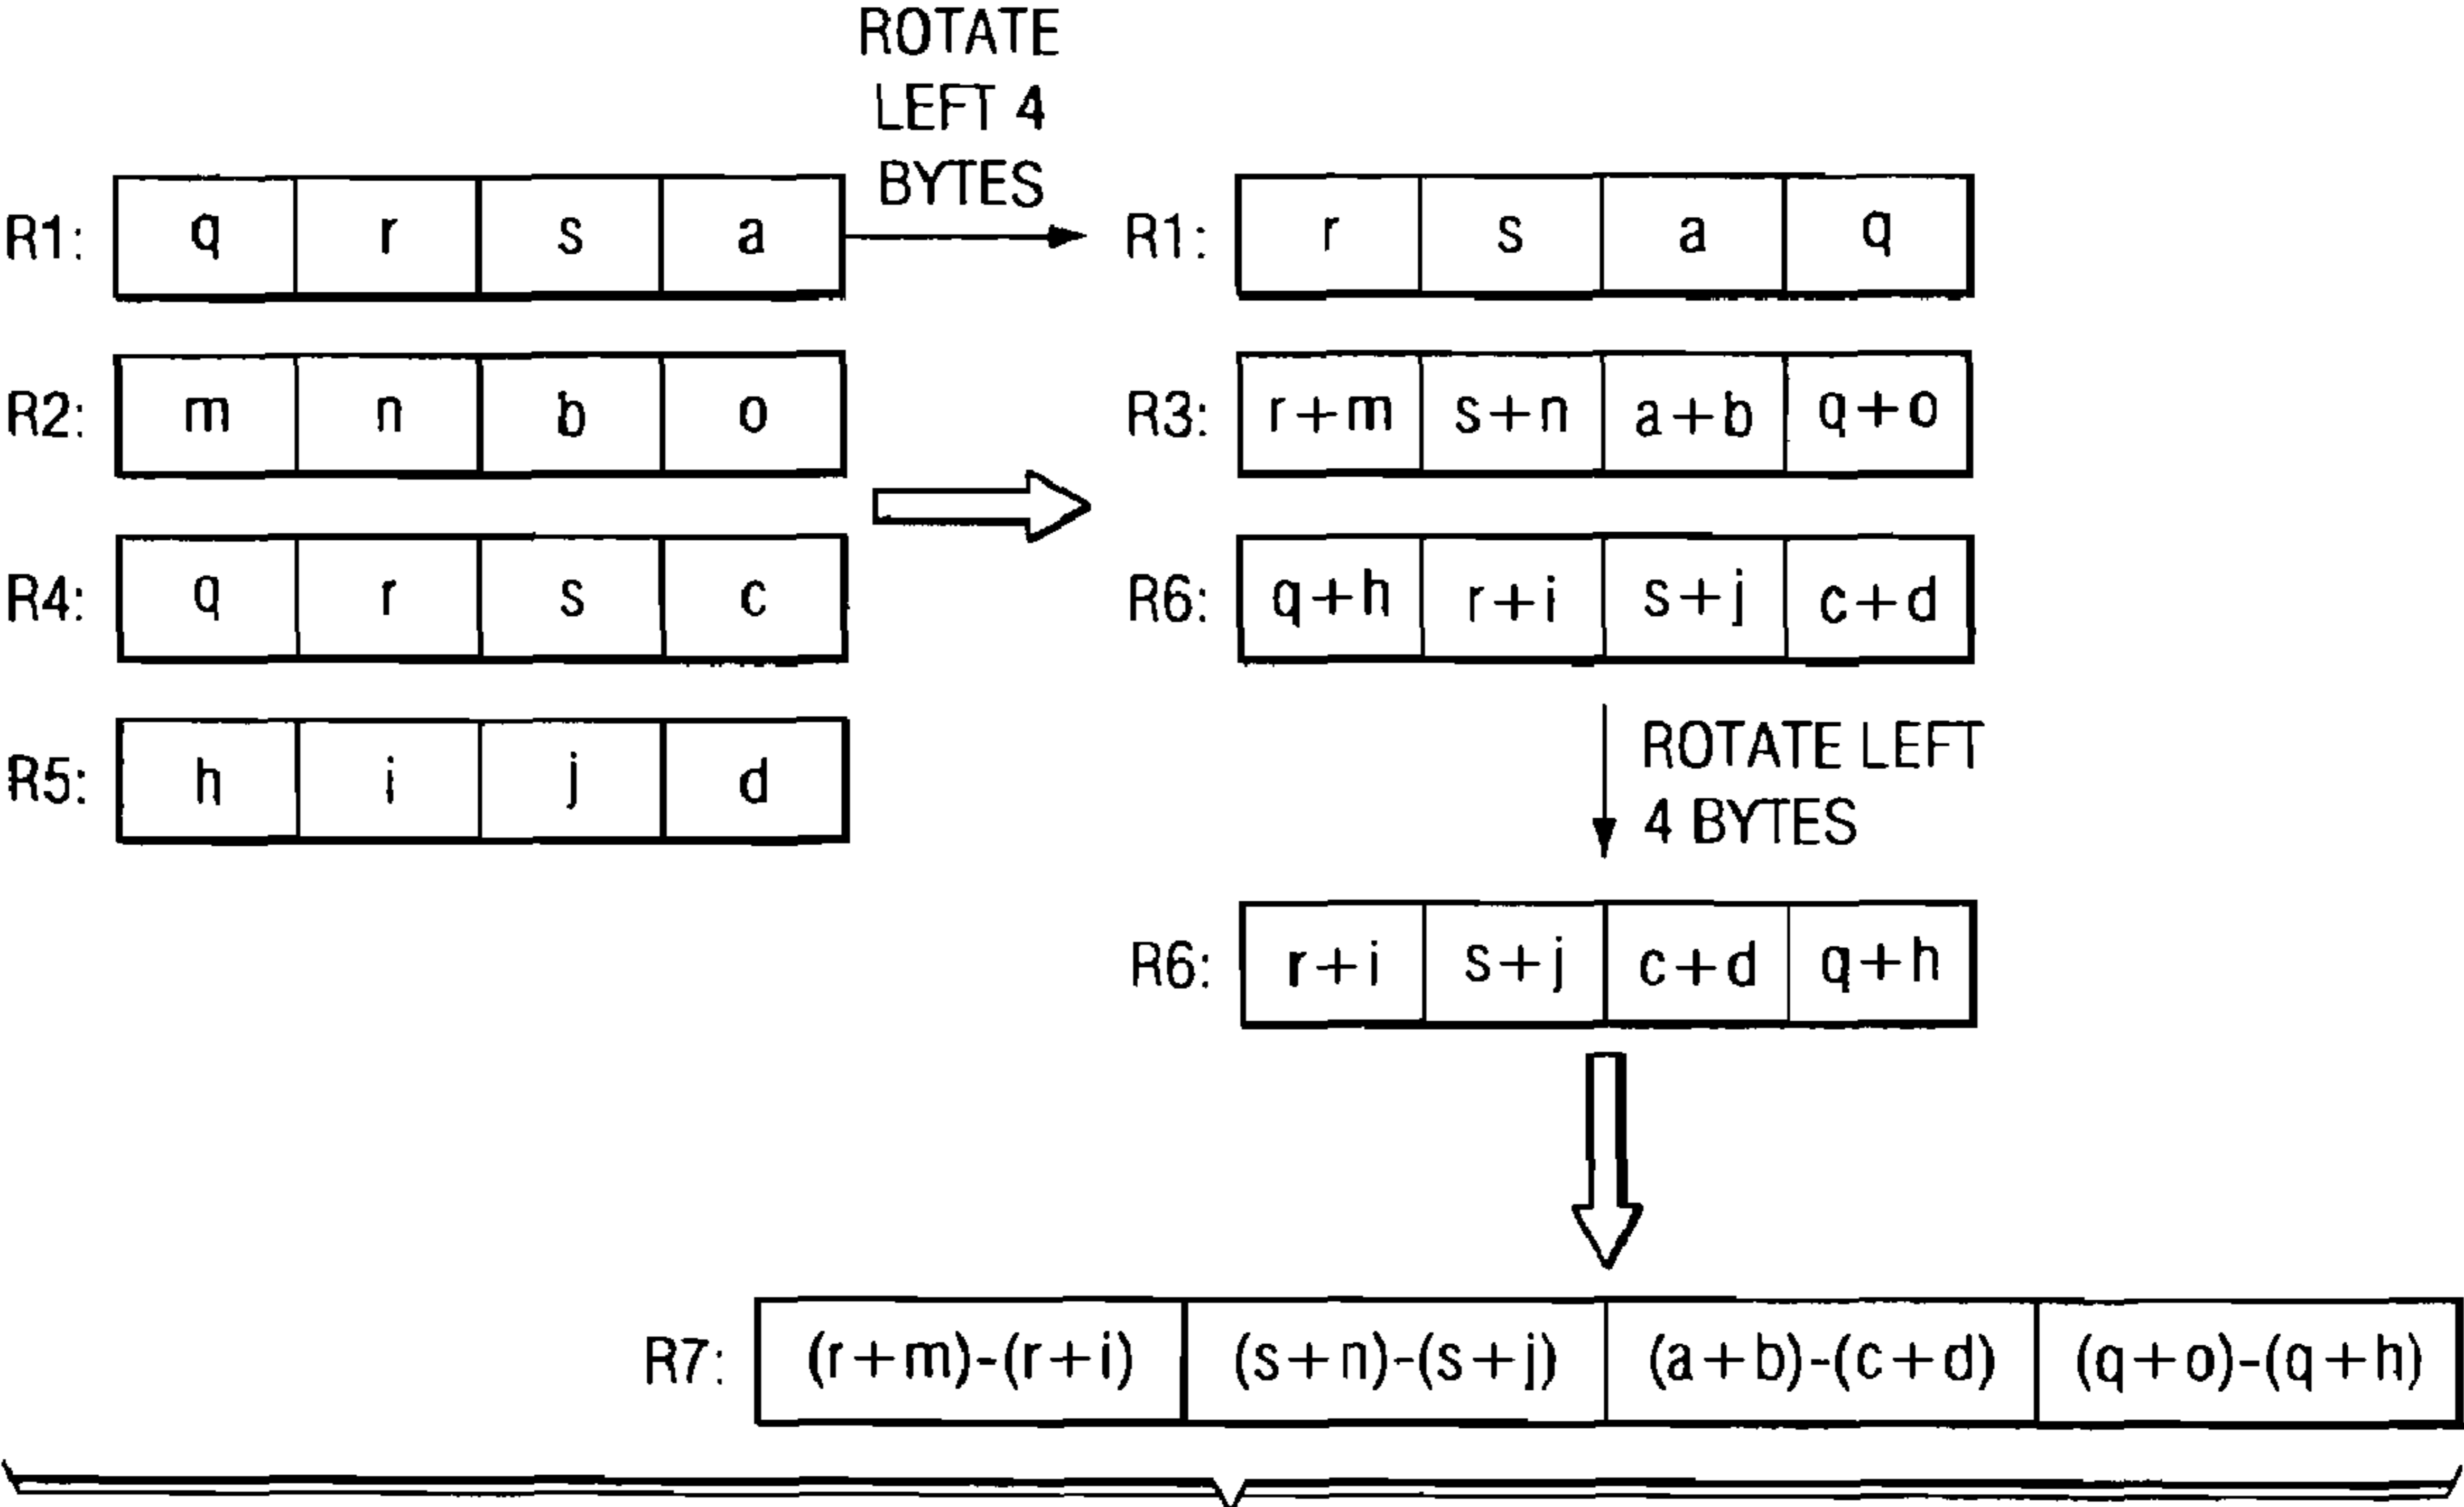 ROTATE
LEFT 4
BYTES
R1: q r s a
R1: r s a q
R2: m n b o
R3: r+m s+n a+b q+o
R4: q r s c
R6: q+h r+i s+j c+d
R5: h i j d
ROTATE LEFT
4 BYTES
R6: r+i s+j c+d q+h
R7: (r+m)-(r+i) (s+n)-(s+j) (a+b)-(c+d) (q+o)-(q+h)